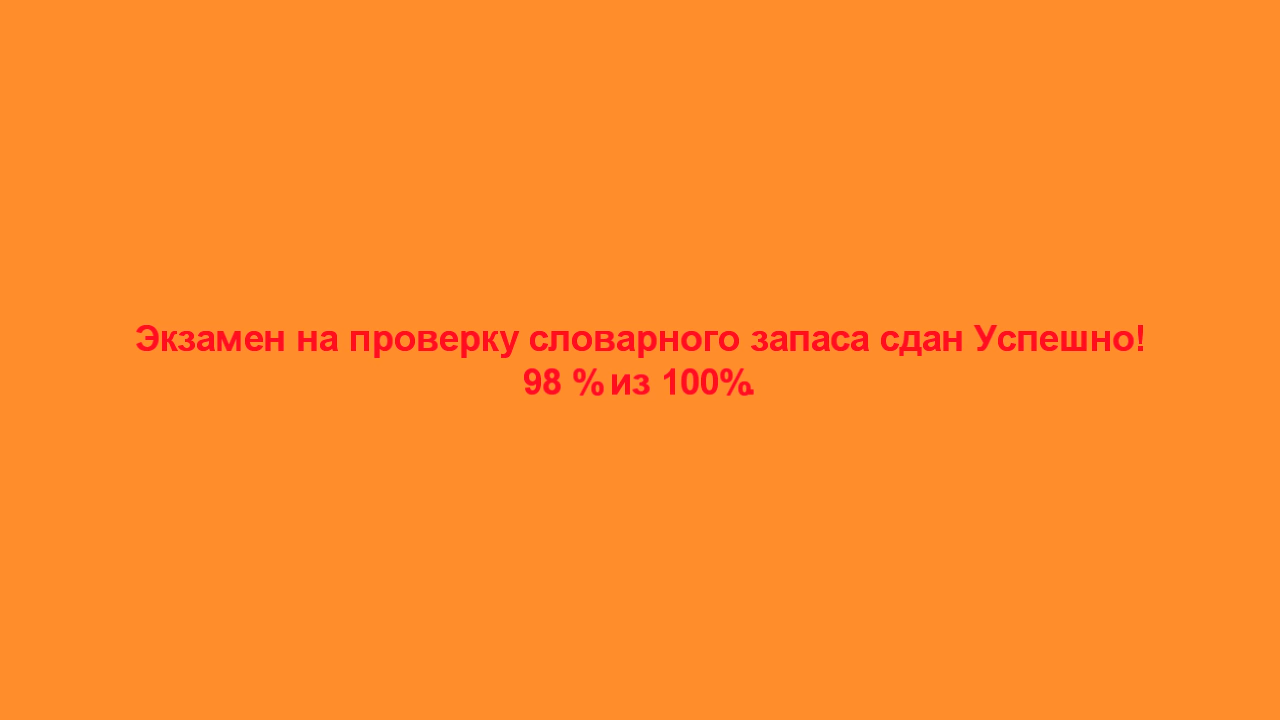 Экзамен на проверку словарного запаса сдан Успешно!
98 % из 100%.